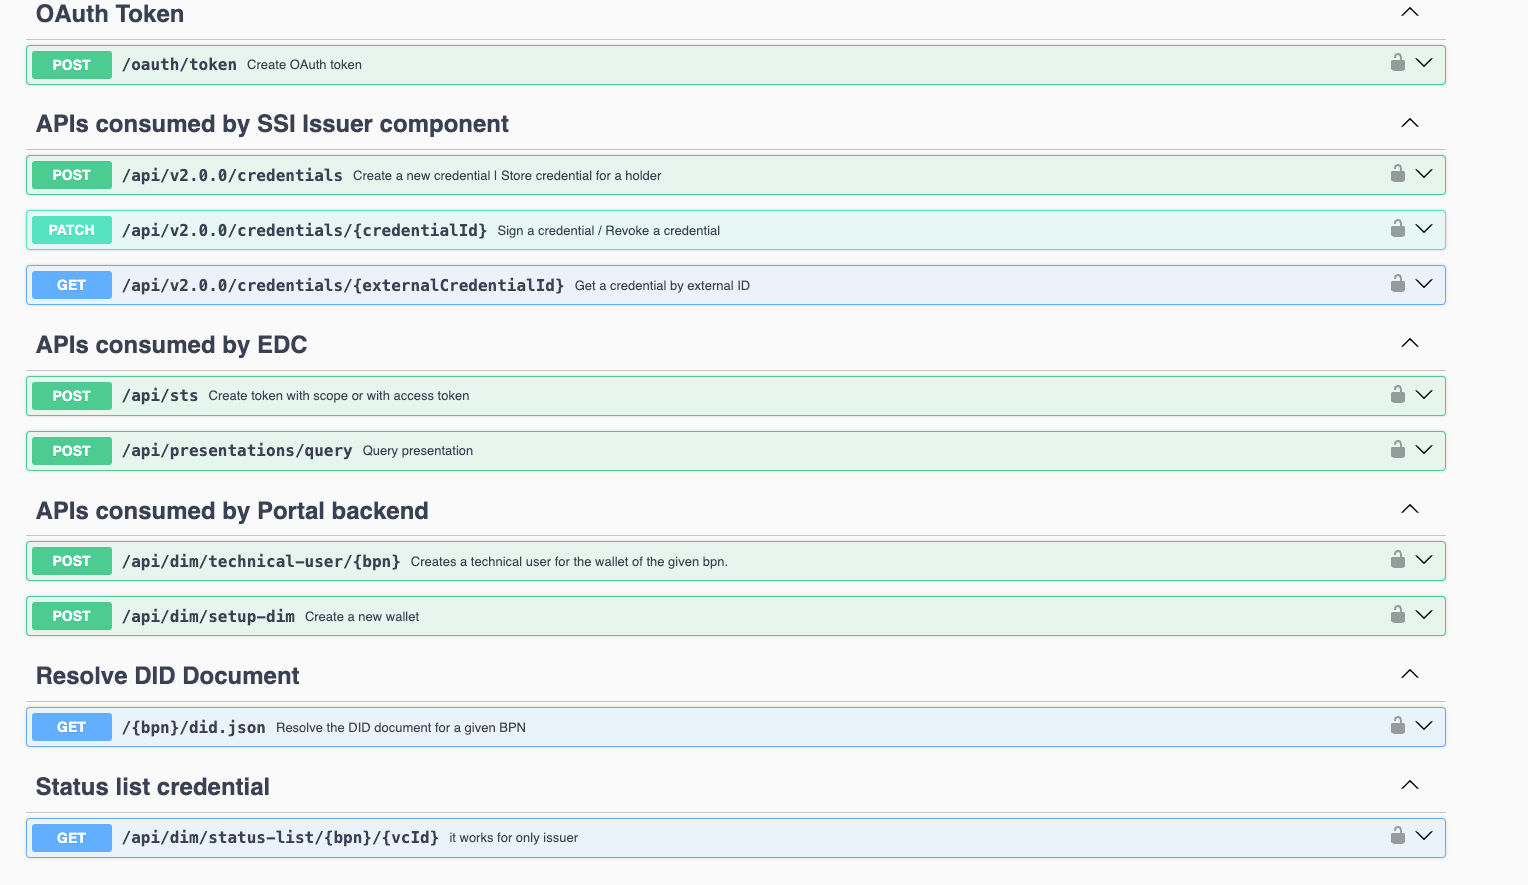 OAuth Token
POST /oauth/token Create OAuth token
APIs consumed by SSI Issuer component
POST /api/v2.0.0/credentials Create a new credential | Store credential for a holder
PATCH /api/v2.0.0/credentials/{credentialId} Sign a credential / Revoke a credential
GET /api/v2.0.0/credentials/{externalCredentialId} Get a credential by external ID
APIs consumed by EDC
POST /api/sts Create token with scope or with access token
POST /api/presentations/query Query presentation
APIs consumed by Portal backend
POST /api/dim/technical-user/{bpn} Creates a technical user for the wallet of the given bpn.
POST /api/dim/setup-dim Create a new wallet
Resolve DID Document
GET /{bpn}/did.json Resolve the DID document for a given BPN
Status list credential
GET /api/dim/status-list/{bpn}/{vcId} it works for only issuer